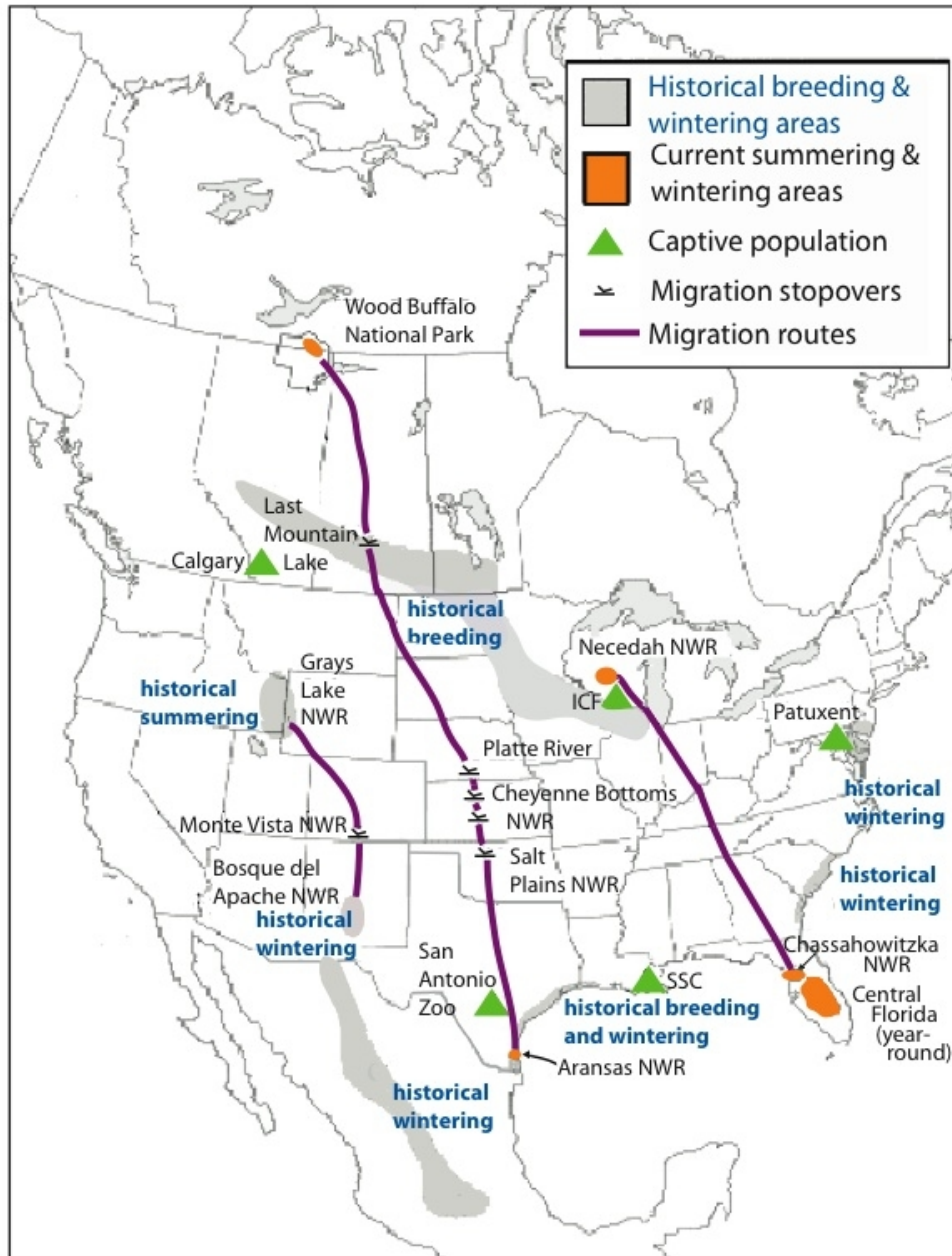 Historical breeding &
wintering areas
Current summering &
wintering areas
Captive population
Migration stopovers
Migration routes
Wood Buffalo
National Park
Last
Mountain
Lake
Calgary
historical
breeding
Necedah NWR
ICF
Grays
Lake
NWR
historical
summering
Patuxent
Platte River
historical
wintering
Cheyenne Bottoms
NWR
Monte Vista NWR
Salt
Plains NWR
Bosque del
Apache NWR
historical
wintering
historical
wintering
Chassahowitzka
NWR
San
Antonio
Zoo
SSC
Central
Florida
(year-
round)
historical breeding
and wintering
Aransas NWR
historical
wintering